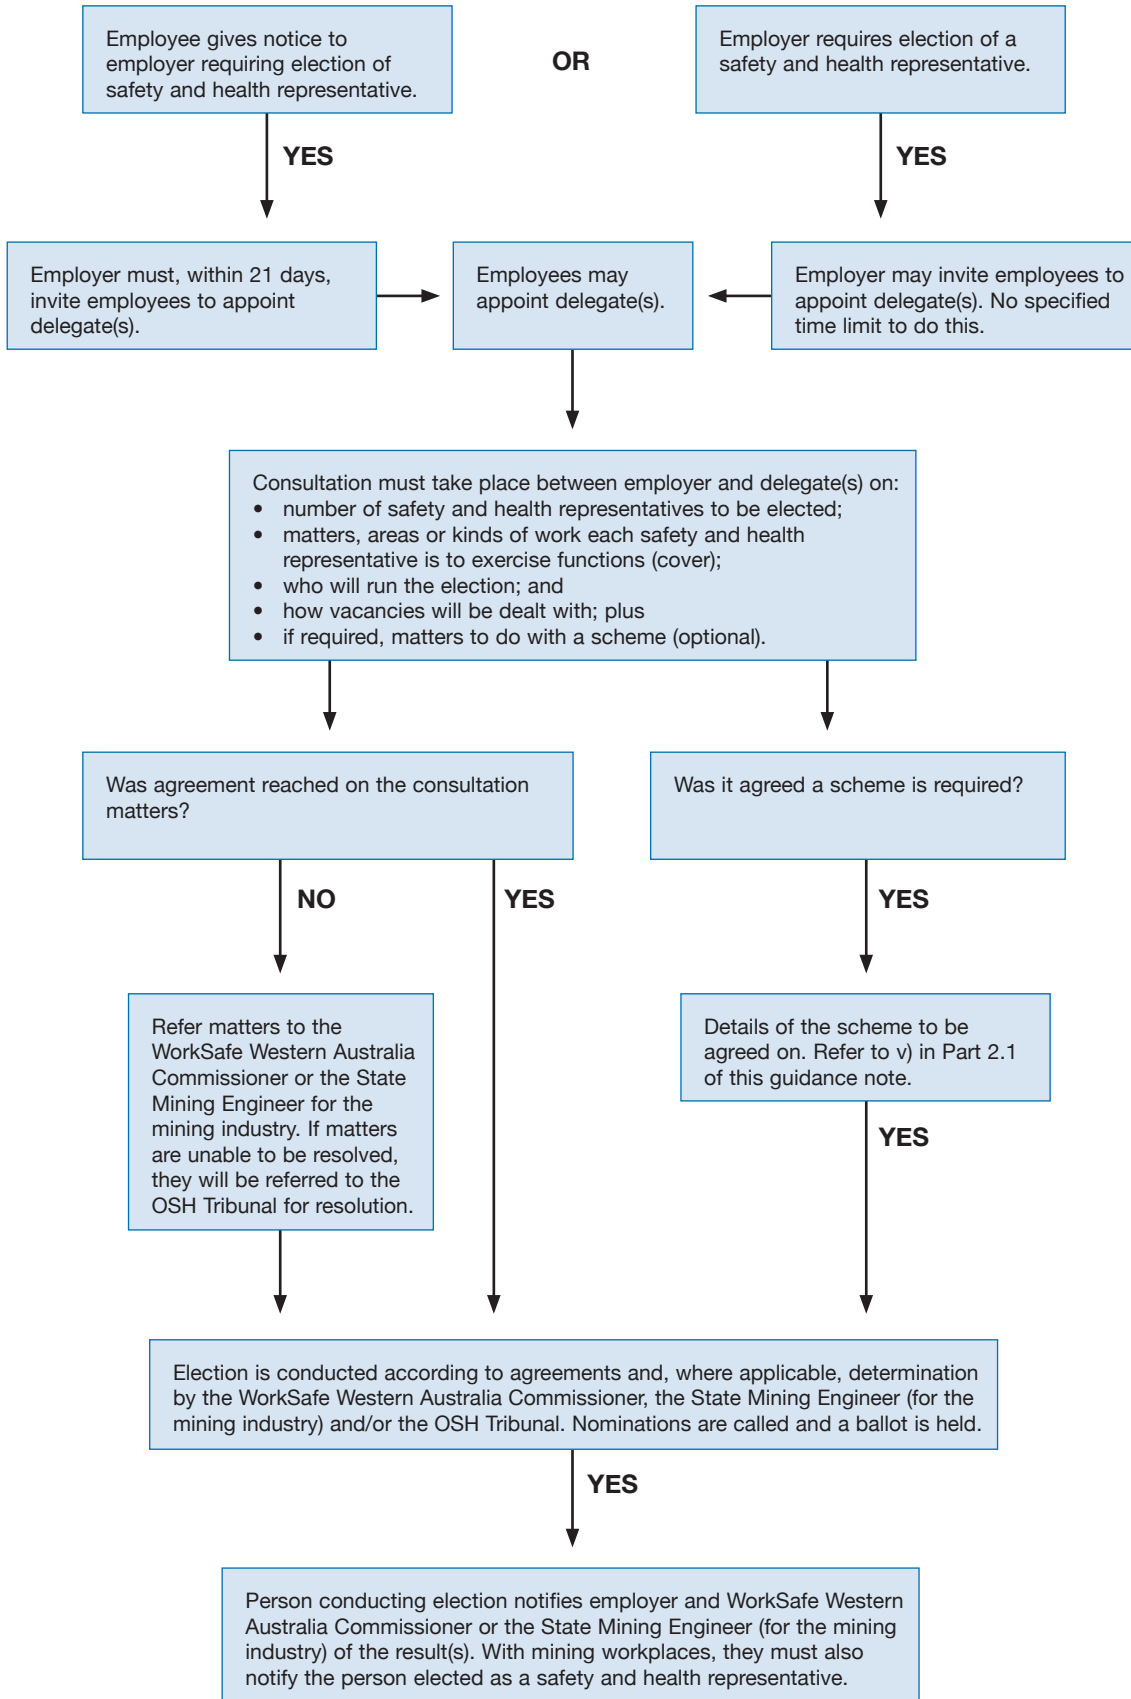 Employee gives notice to
employer requiring election of
safety and health representative.
OR
Employer requires election of a
safety and health representative.
YES
YES
Employer must, within 21 days,
invite employees to appoint
delegate(s).
Employees may
appoint delegate(s).
Employer may invite employees to
appoint delegate(s). No specified
time limit to do this.
Consultation must take place between employer and delegate(s) on:
• number of safety and health representatives to be elected;
• matters, areas or kinds of work each safety and health
representative is to exercise functions (cover);
• who will run the election; and
• how vacancies will be dealt with; plus
• if required, matters to do with a scheme (optional).
Was agreement reached on the consultation
matters?
Was it agreed a scheme is required?
NO
YES
YES
Refer matters to the
WorkSafe Western Australia
Commissioner or the State
Mining Engineer for the
mining industry. If matters
are unable to be resolved,
they will be referred to the
OSH Tribunal for resolution.
Details of the scheme to be
agreed on. Refer to v) in Part 2.1
of this guidance note.
YES
Election is conducted according to agreements and, where applicable, determination
by the WorkSafe Western Australia Commissioner, the State Mining Engineer (for the
mining industry) and/or the OSH Tribunal. Nominations are called and a ballot is held.
YES
Person conducting election notifies employer and WorkSafe Western
Australia Commissioner or the State Mining Engineer (for the mining
industry) of the result(s). With mining workplaces, they must also
notify the person elected as a safety and health representative.